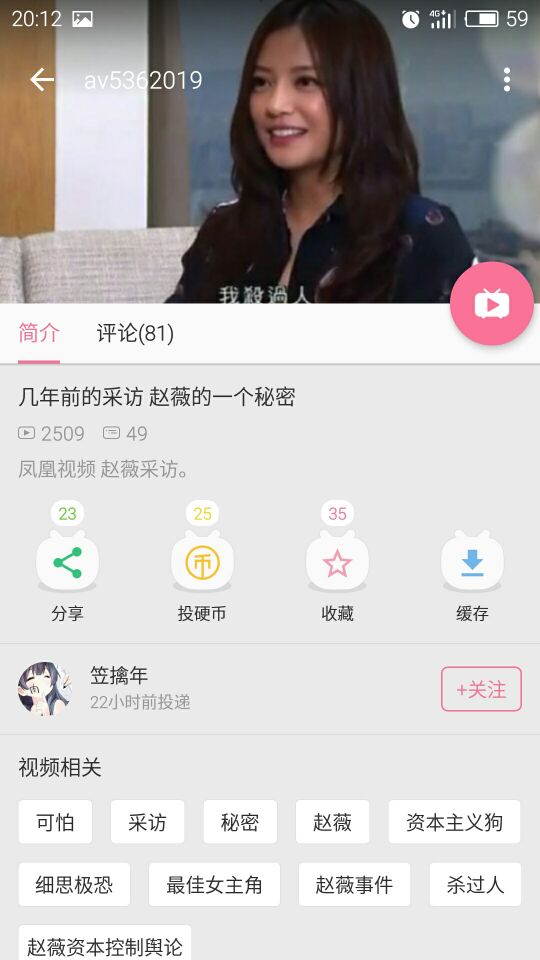 20:12 4G+ 59
av5362019
我殺過人
简介 评论(81)
几年前的采访 赵薇的一个秘密
2509 49
凤凰视频 赵薇采访。
23 25 35
币
分享 投硬币 收藏 缓存
笠擒年
22小时前投递
+关注
视频相关
可怕 采访 秘密 赵薇 资本主义狗
细思极恐 最佳女主角 赵薇事件 杀过人
赵薇资本控制舆论